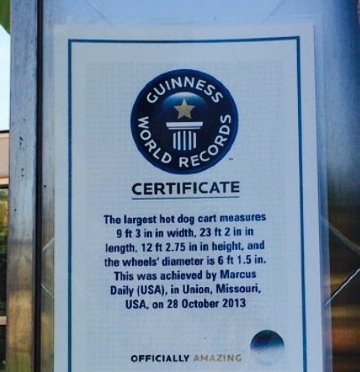 GUINNESS
WORLD RECORDS
™
CERTIFICATE
The largest hot dog cart measures
9 ft 3 in in width, 23 ft 2 in in
length, 12 ft 2.75 in in height, and
the wheels' diameter is 6 ft 1.5 in.
This was achieved by Marcus
Daily (USA), in Union, Missouri,
USA, on 28 October 2013
OFFICIALLY AMAZING